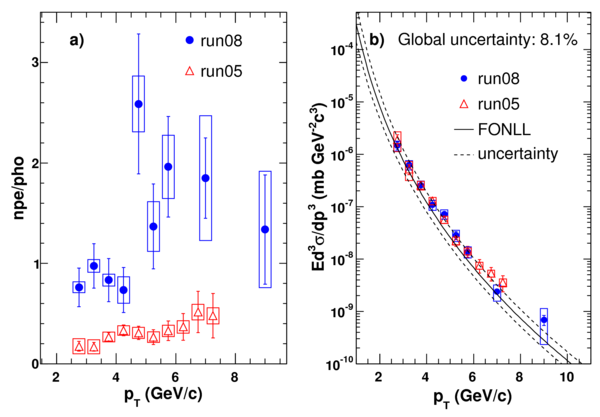 a)
run08
run05
npe/pho
3
2
1
0
2 4 6 8
p_T (GeV/c)
b) Global uncertainty: 8.1%
run08
run05
FONLL
uncertainty
Ed³σ/dp³ (mb GeV⁻²c³)
10⁻⁴
10⁻⁵
10⁻⁶
10⁻⁷
10⁻⁸
10⁻⁹
10⁻¹⁰
2 4 6 8 10
p_T (GeV/c)